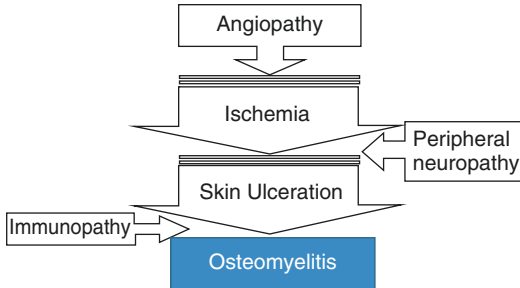 Angiopathy
Ischemia
Peripheral
neuropathy
Skin Ulceration
Immunopathy
Osteomyelitis